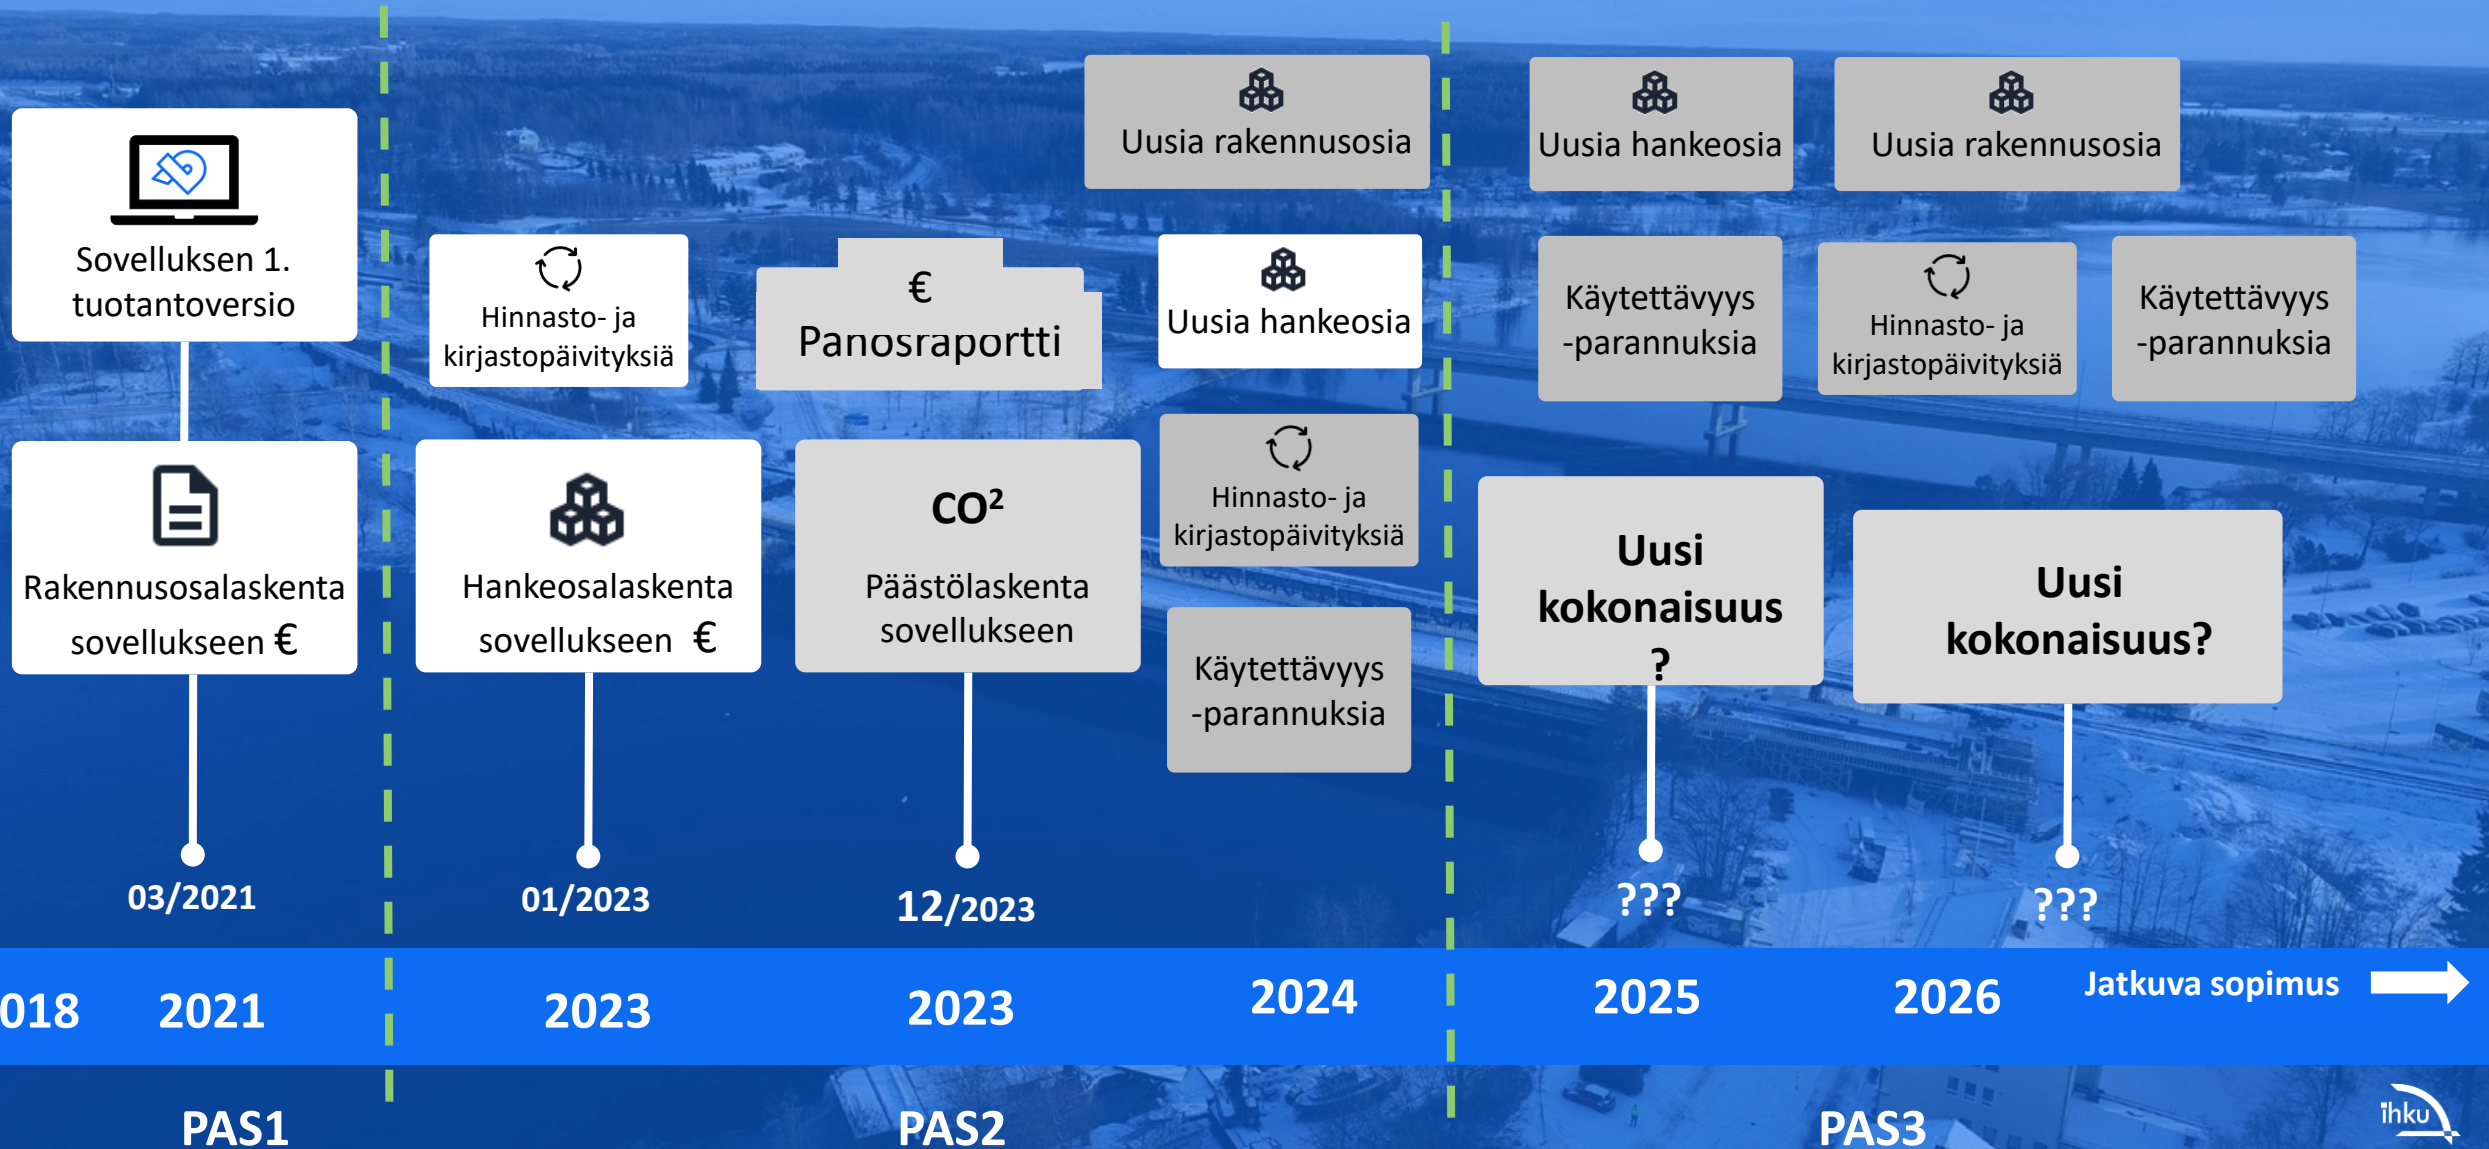 Sovelluksen 1.
tuotantoversio
Rakennusosalaskenta
sovellukseen €
03/2021
Hinnasto- ja
kirjastopäivityksiä
Hankeosalaskenta
sovellukseen €
01/2023
€
Panosraportti
CO²
Päästölaskenta
sovellukseen
12/2023
Uusia rakennusosia
Uusia hankeosia
Hinnasto- ja
kirjastopäivityksiä
Käytettävyys
-parannuksia
Uusia hankeosia
Uusia rakennusosia
Käytettävyys
-parannuksia
Hinnasto- ja
kirjastopäivityksiä
Käytettävyys
-parannuksia
Uusi
kokonaisuus
?
???
Uusi
kokonaisuus?
???
018 2021 2023 2023 2024 2025 2026 Jatkuva sopimus
PAS1 PAS2 PAS3
ihku